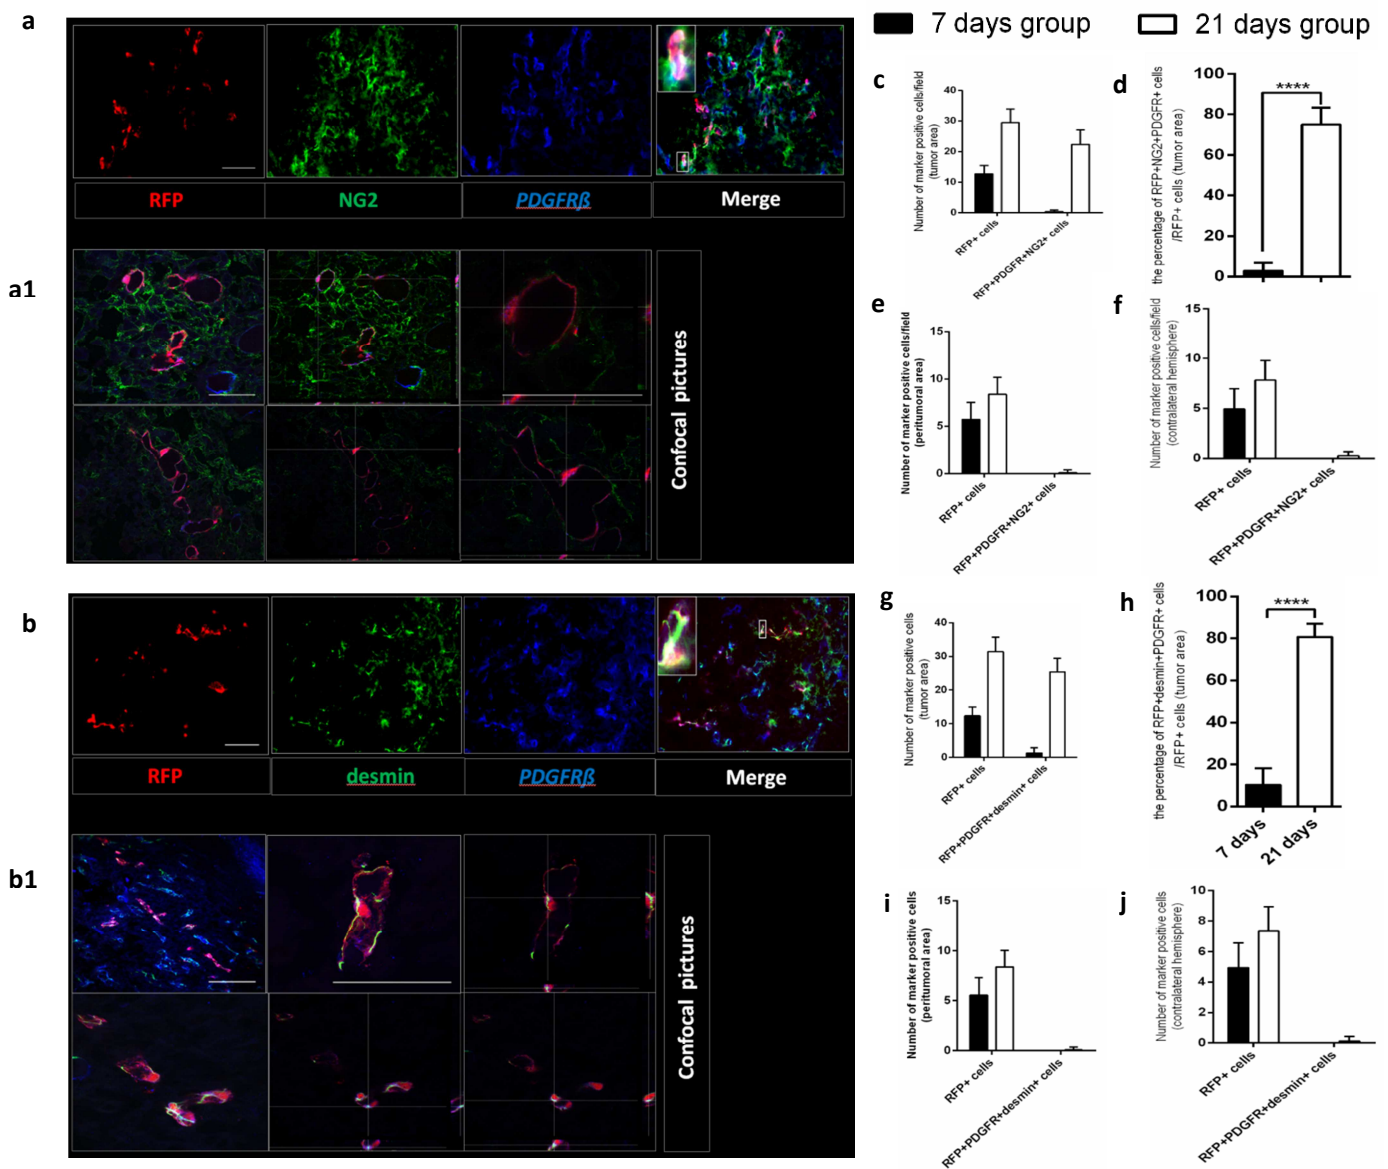 a
RFP
NG2
PDGFRß
Merge
a1
Confocal pictures
b
RFP
desmin
PDGFRß
Merge
b1
Confocal pictures
7 days group
21 days group
c
Number of marker positive cells/field
(tumor area)
40
30
20
10
0
RFP+ cells
RFP+PDGFR+NG2+ cells
d
the percentage of RFP+NG2+PDGFR+ cells
/RFP+ cells (tumor area)
100
80
60
40
20
0
****
e
Number of marker positive cells/field
(peritumoral area)
15
10
5
0
RFP+ cells
RFP+PDGFR+NG2+ cells
f
Number of marker positive cells/field
(contralateral hemisphere)
15
10
5
0
RFP+ cells
RFP+PDGFR+NG2+ cells
g
Number of marker positive cells
(tumor area)
40
30
20
10
0
RFP+ cells
RFP+PDGFR+desmin+ cells
h
the percentage of RFP+desmin+PDGFR+ cells
/RFP+ cells (tumor area)
100
80
60
40
20
0
****
7 days
21 days
i
Number of marker positive cells
(peritumoral area)
15
10
5
0
RFP+ cells
RFP+PDGFR+desmin+ cells
j
Number of marker positive cells
(contralateral hemisphere)
10
8
6
4
2
0
RFP+ cells
RFP+PDGFR+desmin+ cells